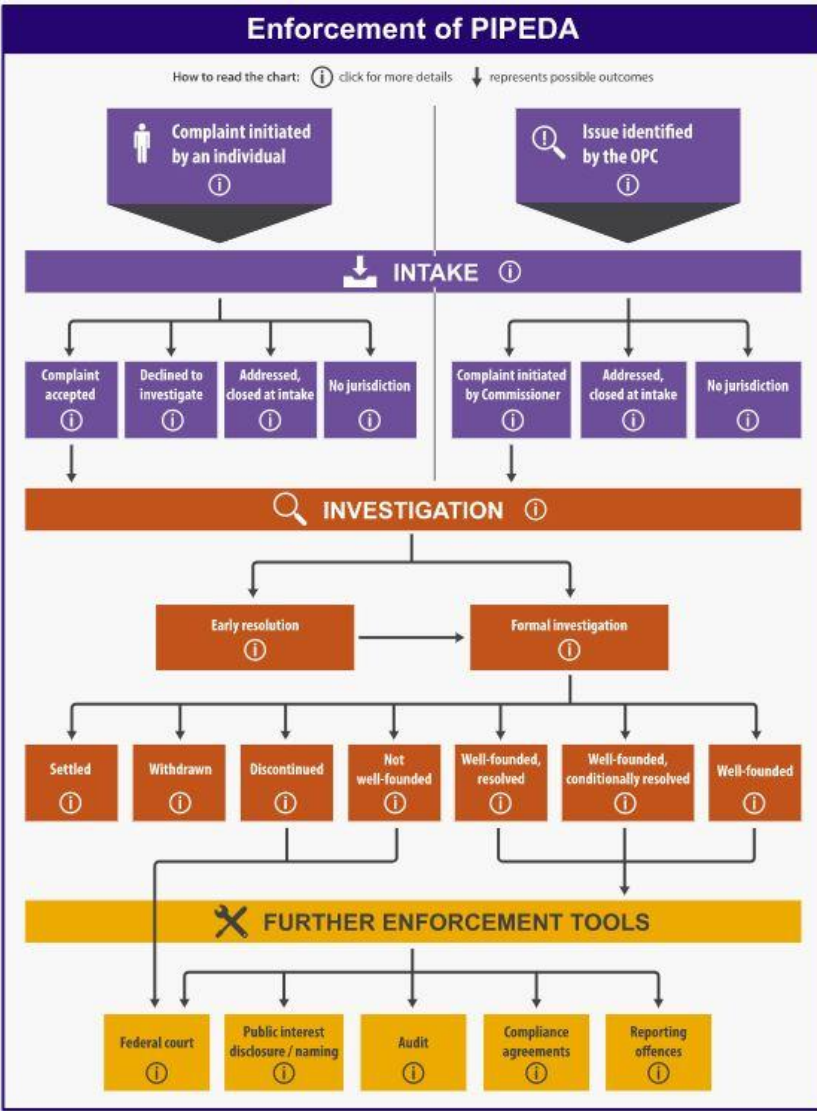 Enforcement of PIPEDA
How to read the chart: ⓘ click for more details ↓ represents possible outcomes
Complaint initiated
by an individual
ⓘ
Issue identified
by the OPC
ⓘ
INTAKE ⓘ
Complaint
accepted
ⓘ
Declined to
investigate
ⓘ
Addressed,
closed at intake
ⓘ
No jurisdiction
ⓘ
Complaint initiated
by Commissioner
ⓘ
Addressed,
closed at intake
ⓘ
No jurisdiction
ⓘ
INVESTIGATION ⓘ
Early resolution
ⓘ
Formal investigation
ⓘ
Settled
ⓘ
Withdrawn
ⓘ
Discontinued
ⓘ
Not
well-founded
ⓘ
Well-founded,
resolved
ⓘ
Well-founded,
conditionally resolved
ⓘ
Well-founded
ⓘ
FURTHER ENFORCEMENT TOOLS
Federal court
ⓘ
Public interest
disclosure / naming
ⓘ
Audit
ⓘ
Compliance
agreements
ⓘ
Reporting
offences
ⓘ